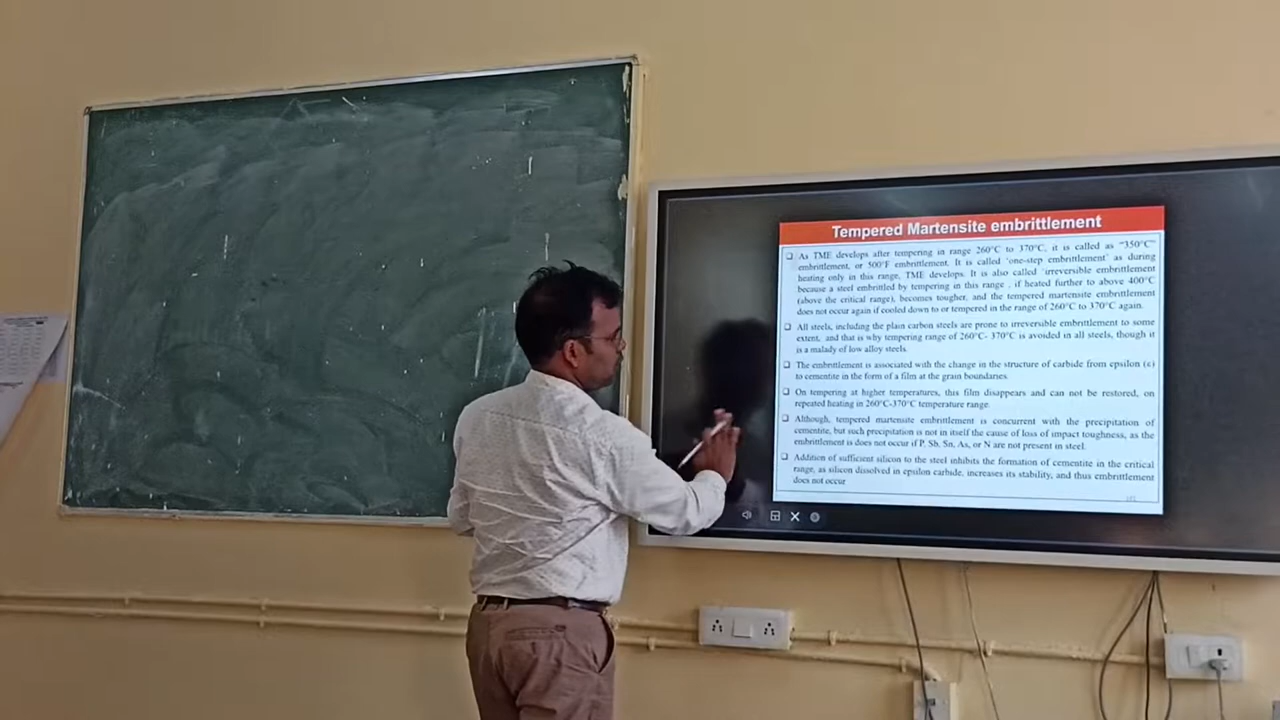 Tempered Martensite embrittlement
❑ As TME develops after tempering in range 260°C to 370°C, it is called as "350°C"
embrittlement, or 500°F embrittlement. It is called 'one-step embrittlement' as during
heating only in this range, TME develops. It is also called 'irreversible embrittlement
because a steel embrittled by tempering in this range , if heated further to above 400°C
(above the critical range), becomes tougher, and the tempered martensite embrittlement
does not occur again if cooled down to or tempered in the range of 260°C to 370°C again.
❑ All steels, including the plain carbon steels are prone to irreversible embrittlement to some
extent, and that is why tempering range of 260°C- 370°C is avoided in all steels, though it
is a malady of low alloy steels.
❑ The embrittlement is associated with the change in the structure of carbide from epsilon (ε)
to cementite in the form of a film at the grain boundaries.
❑ On tempering at higher temperatures, this film disappears and can not be restored, on
repeated heating in 260°C-370°C temperature range.
❑ Although, tempered martensite embrittlement is concurrent with the precipitation of
cementite, but such precipitation is not in itself the cause of loss of impact toughness, as the
embrittlement is does not occur if P, Sb, Sn, As, or N are not present in steel.
❑ Addition of sufficient silicon to the steel inhibits the formation of cementite in the critical
range, as silicon dissolved in epsilon carbide, increases its stability, and thus embrittlement
does not occur